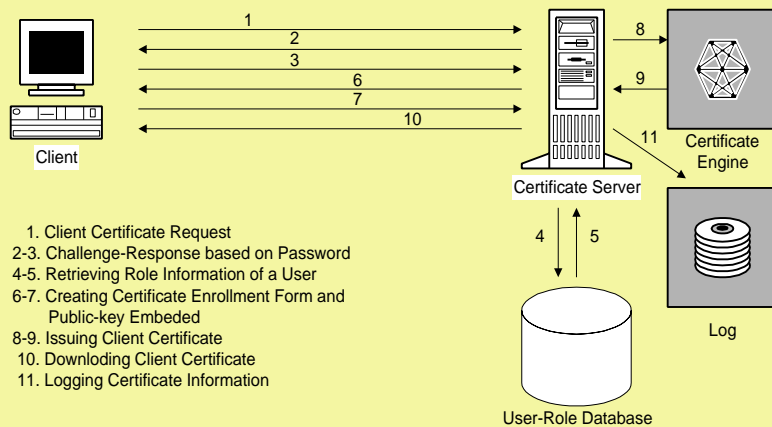 1
2
3
6
7
10
8
9
11
Client
Certificate
Engine
Certificate Server
4
5
Log
User-Role Database
1. Client Certificate Request
2-3. Challenge-Response based on Password
4-5. Retrieving Role Information of a User
6-7. Creating Certificate Enrollment Form and
Public-key Embeded
8-9. Issuing Client Certificate
10. Downloding Client Certificate
11. Logging Certificate Information